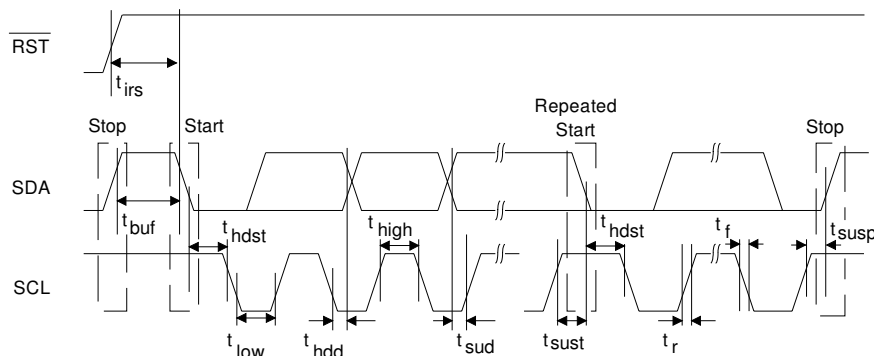 RST
t irs
Repeated
Stop Start Start Stop
SDA
t buf t hdst t high t hdst t f t susp
SCL
t low t hdd t sud t sust t r